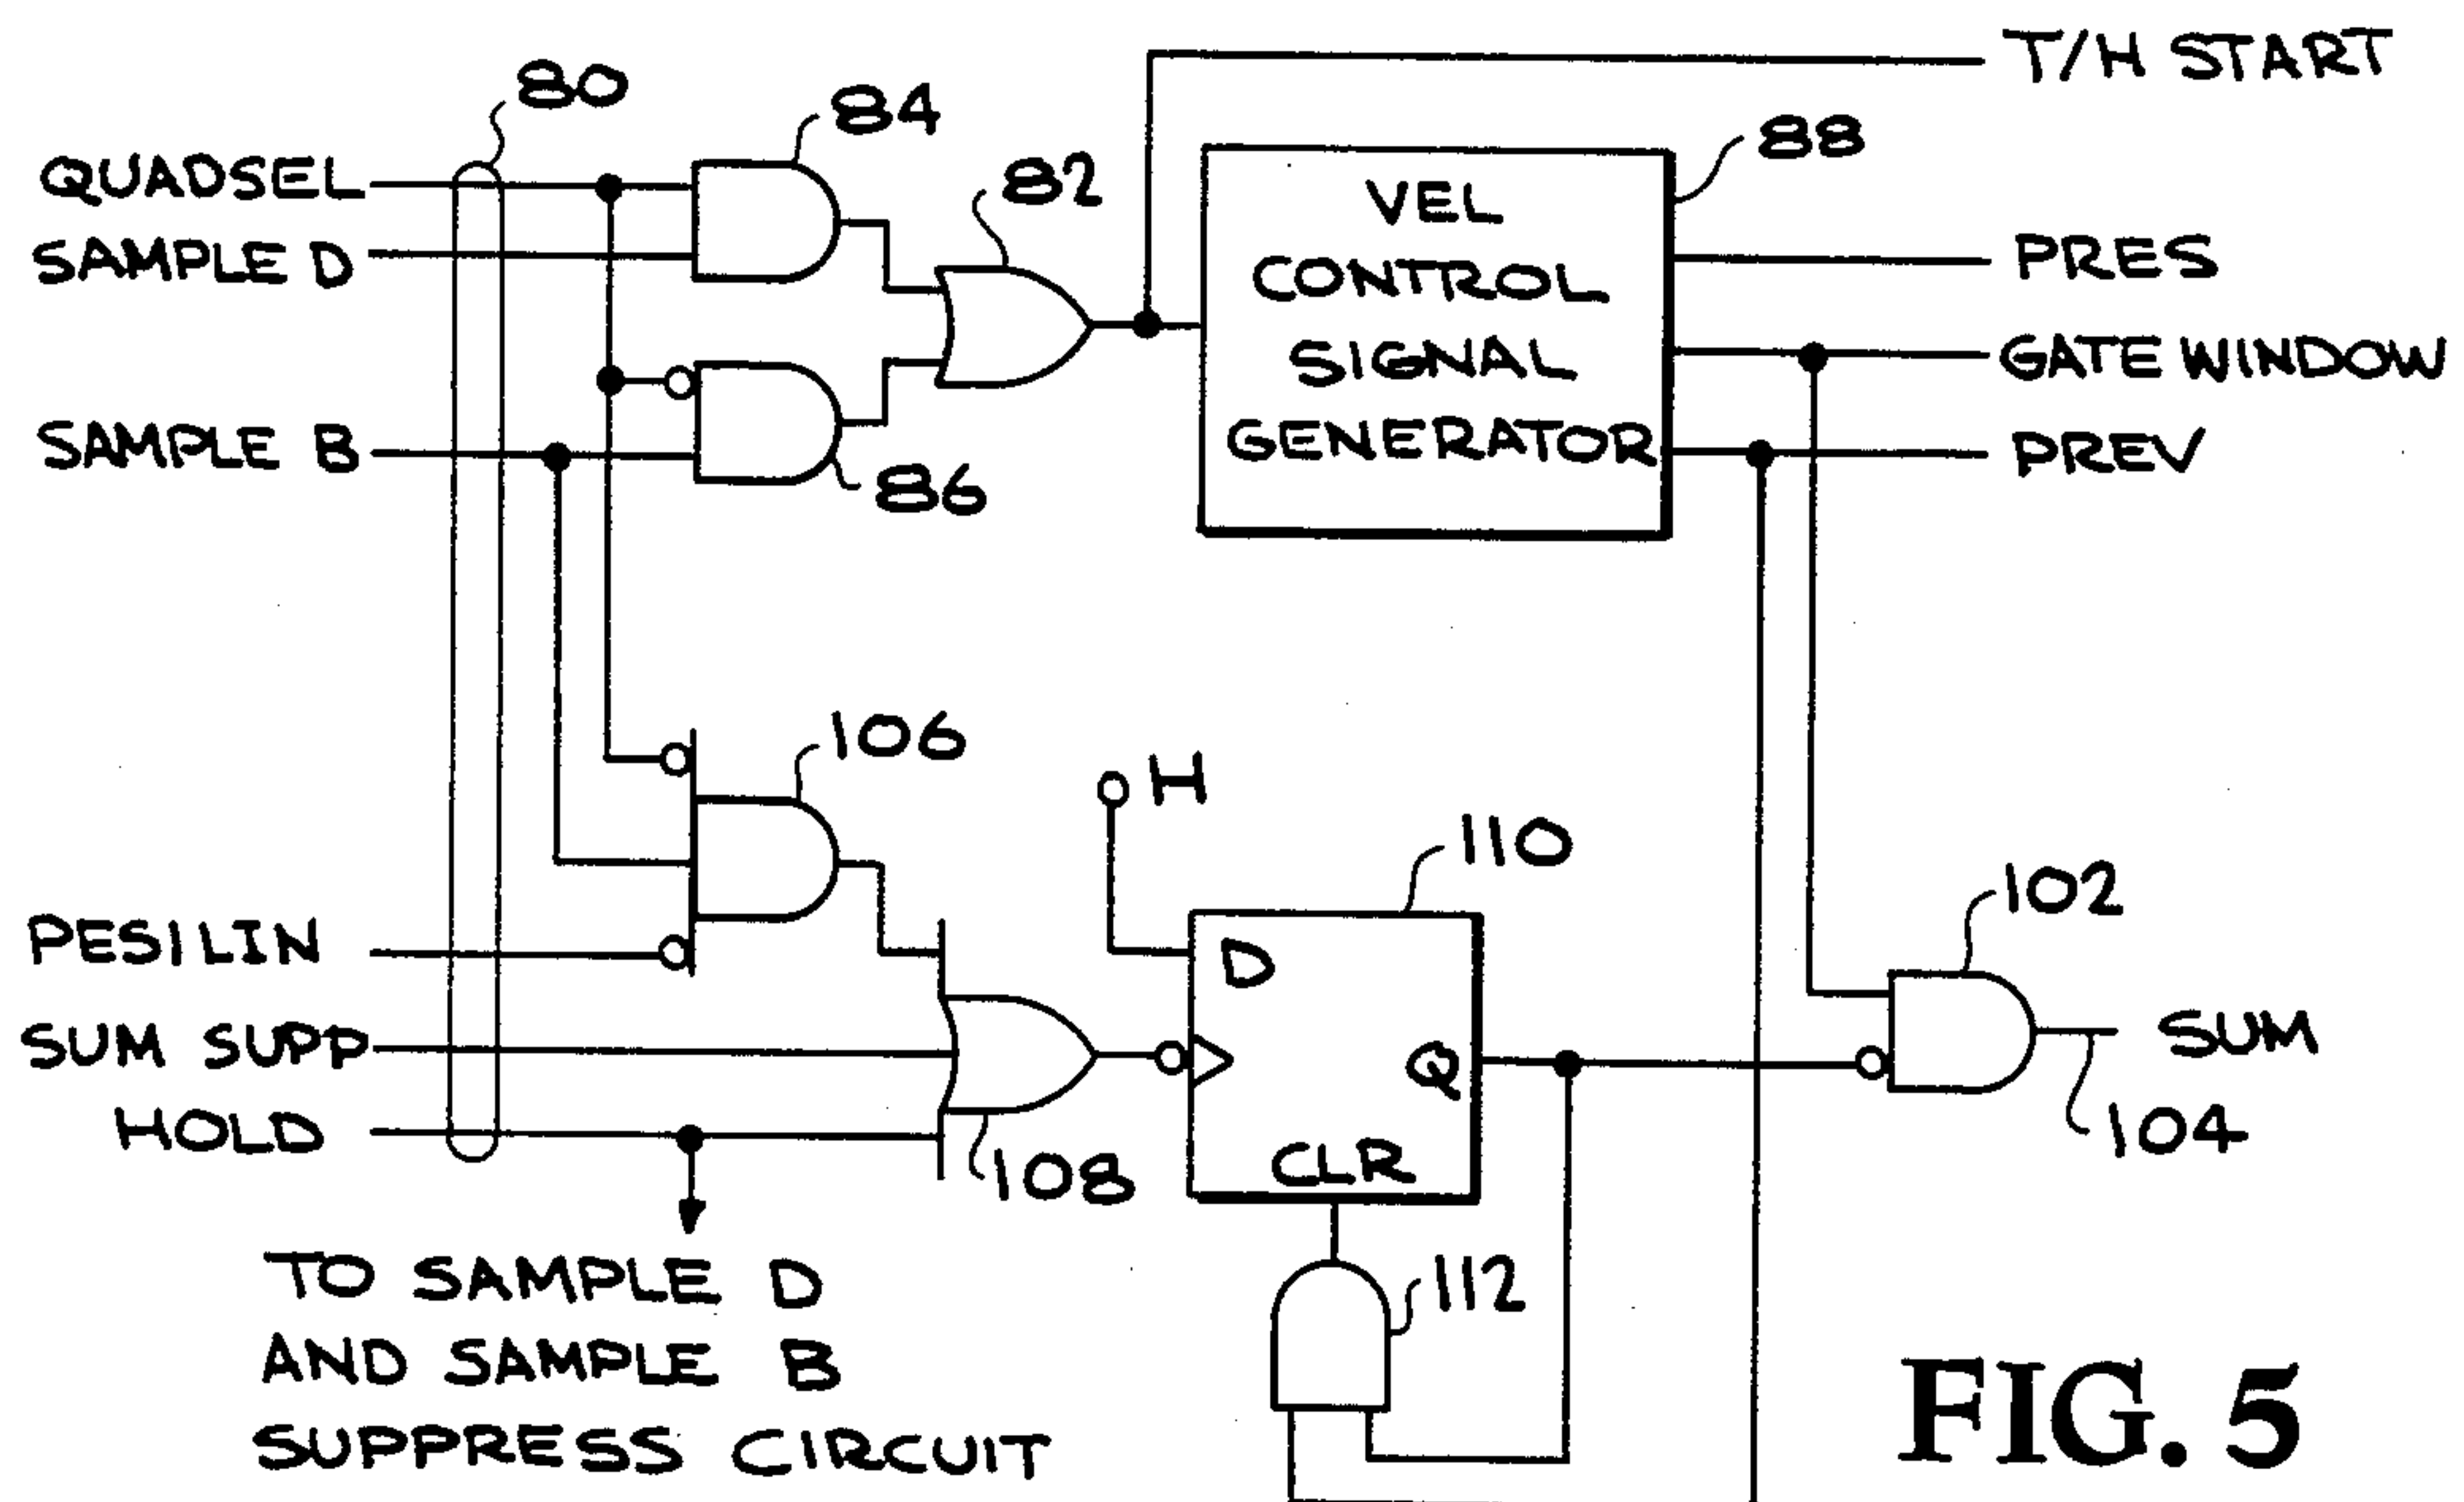 T/H START
80
84
QUADSEL
82
88
VEL
CONTROL
SIGNAL
GENERATOR
SAMPLE D
PRES
GATE WINDOW
SAMPLE B
PREV
86
106
H
110
102
PESILIN
D
SUM SUPP
Q
SUM
HOLD
CLR
104
108
TO SAMPLE D
AND SAMPLE B
SUPPRESS CIRCUIT
112
FIG. 5